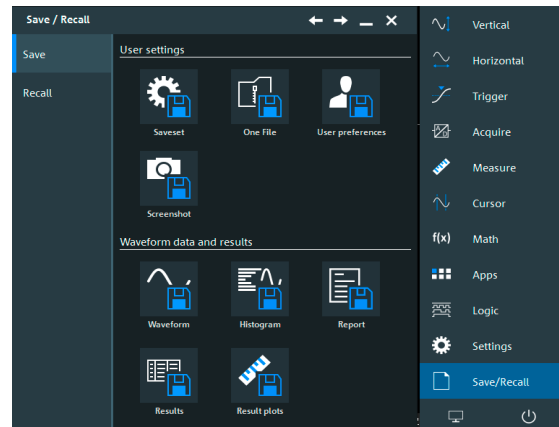 Save / Recall
Save
Recall
User settings
Saveset
One File
User preferences
Screenshot
Waveform data and results
Waveform
Histogram
Report
Results
Result plots
Vertical
Horizontal
Trigger
Acquire
Measure
Cursor
f(x) Math
Apps
Logic
Settings
Save/Recall